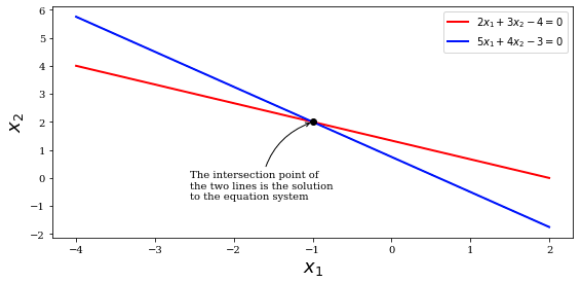 6
5
4
3
2
1
0
−1
−2
x₂
2x₁ + 3x₂ − 4 = 0
5x₁ + 4x₂ − 3 = 0
The intersection point of
the two lines is the solution
to the equation system
−4 −3 −2 −1 0 1 2
x₁